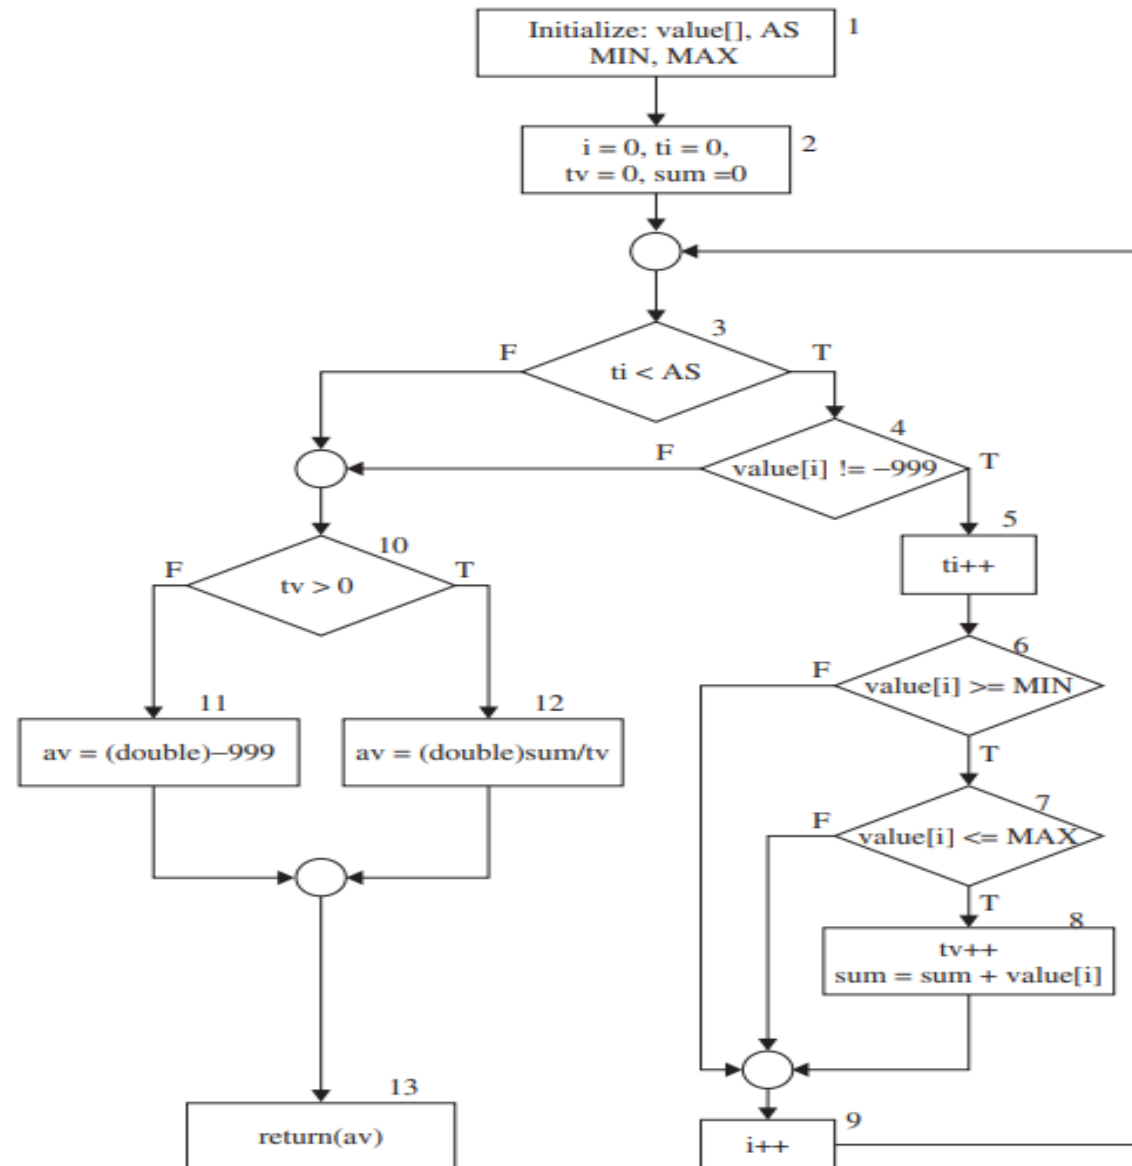 Initialize: value[], AS
MIN, MAX
1
i = 0, ti = 0,
tv = 0, sum =0
2
3
F
T
ti < AS
4
F
value[i] != −999
T
5
ti++
10
F
T
tv > 0
6
F
value[i] >= MIN
T
11
av = (double)−999
12
av = (double)sum/tv
7
F
value[i] <= MAX
T
8
tv++
sum = sum + value[i]
13
return(av)
9
i++